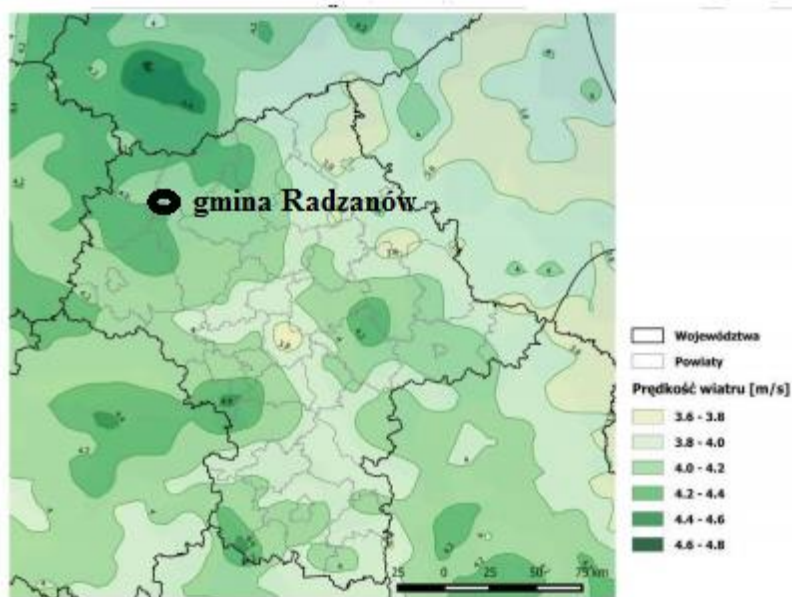 gmina Radzanów
Województwa
Powiaty
Prędkość wiatru [m/s]
3.6 - 3.8
3.8 - 4.0
4.0 - 4.2
4.2 - 4.4
4.4 - 4.6
4.6 - 4.8
25 0 25 50 75 km